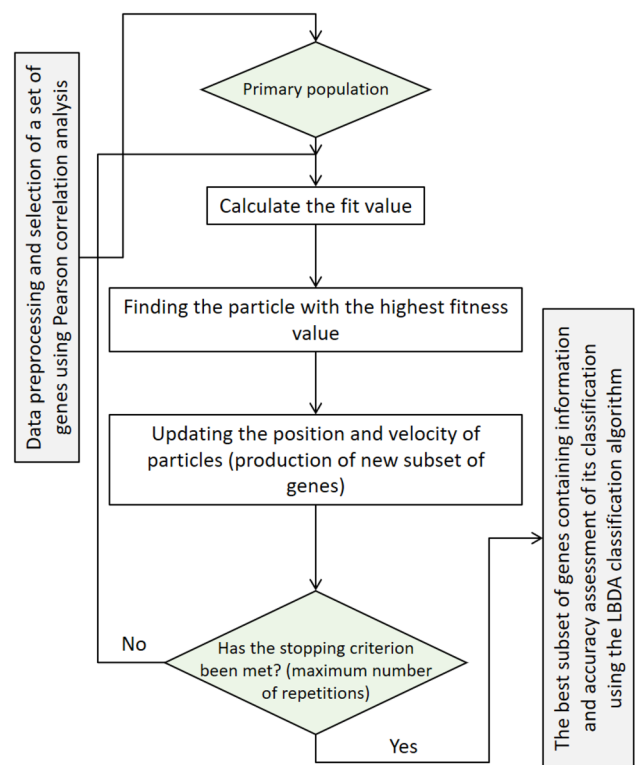 Data preprocessing and selection of a set of
genes using Pearson correlation analysis
Primary population
Calculate the fit value
Finding the particle with the highest fitness
value
Updating the position and velocity of
particles (production of new subset of
genes)
Has the stopping criterion
been met? (maximum number
of repetitions)
No
Yes
The best subset of genes containing information
and accuracy assessment of its classification
using the LBDA classification algorithm